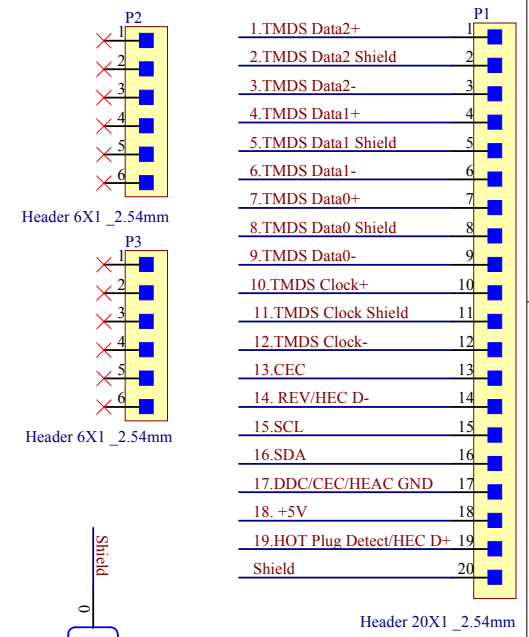 P2
1
2
3
4
5
6
Header 6X1 _2.54mm
P3
1
2
3
4
5
6
Header 6X1 _2.54mm
Shield
0
P1
1.TMDS Data2+ 1
2.TMDS Data2 Shield 2
3.TMDS Data2- 3
4.TMDS Data1+ 4
5.TMDS Data1 Shield 5
6.TMDS Data1- 6
7.TMDS Data0+ 7
8.TMDS Data0 Shield 8
9.TMDS Data0- 9
10.TMDS Clock+ 10
11.TMDS Clock Shield 11
12.TMDS Clock- 12
13.CEC 13
14. REV/HEC D- 14
15.SCL 15
16.SDA 16
17.DDC/CEC/HEAC GND 17
18. +5V 18
19.HOT Plug Detect/HEC D+ 19
Shield 20
Header 20X1 _2.54mm